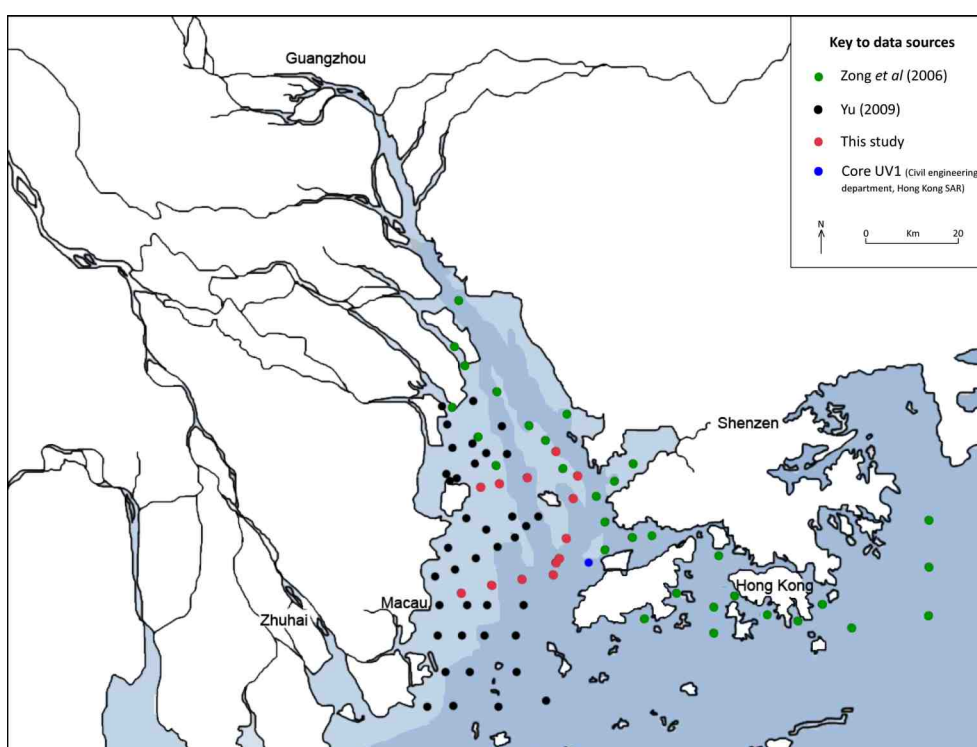 Guangzhou
Key to data sources
Zong et al (2006)
Yu (2009)
This study
Core UV1 (Civil engineering
department, Hong Kong SAR)
N
Km
0 20
Shenzen
Hong Kong
Macau
Zhuhai